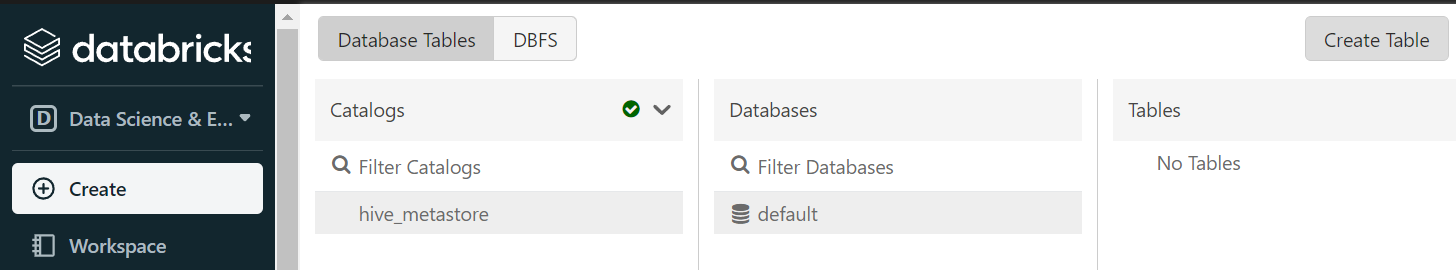 databricks
D
Data Science & E...
Create
Workspace
Database Tables
DBFS
Create Table
Catalogs
Filter Catalogs
hive_metastore
Databases
Filter Databases
default
Tables
No Tables